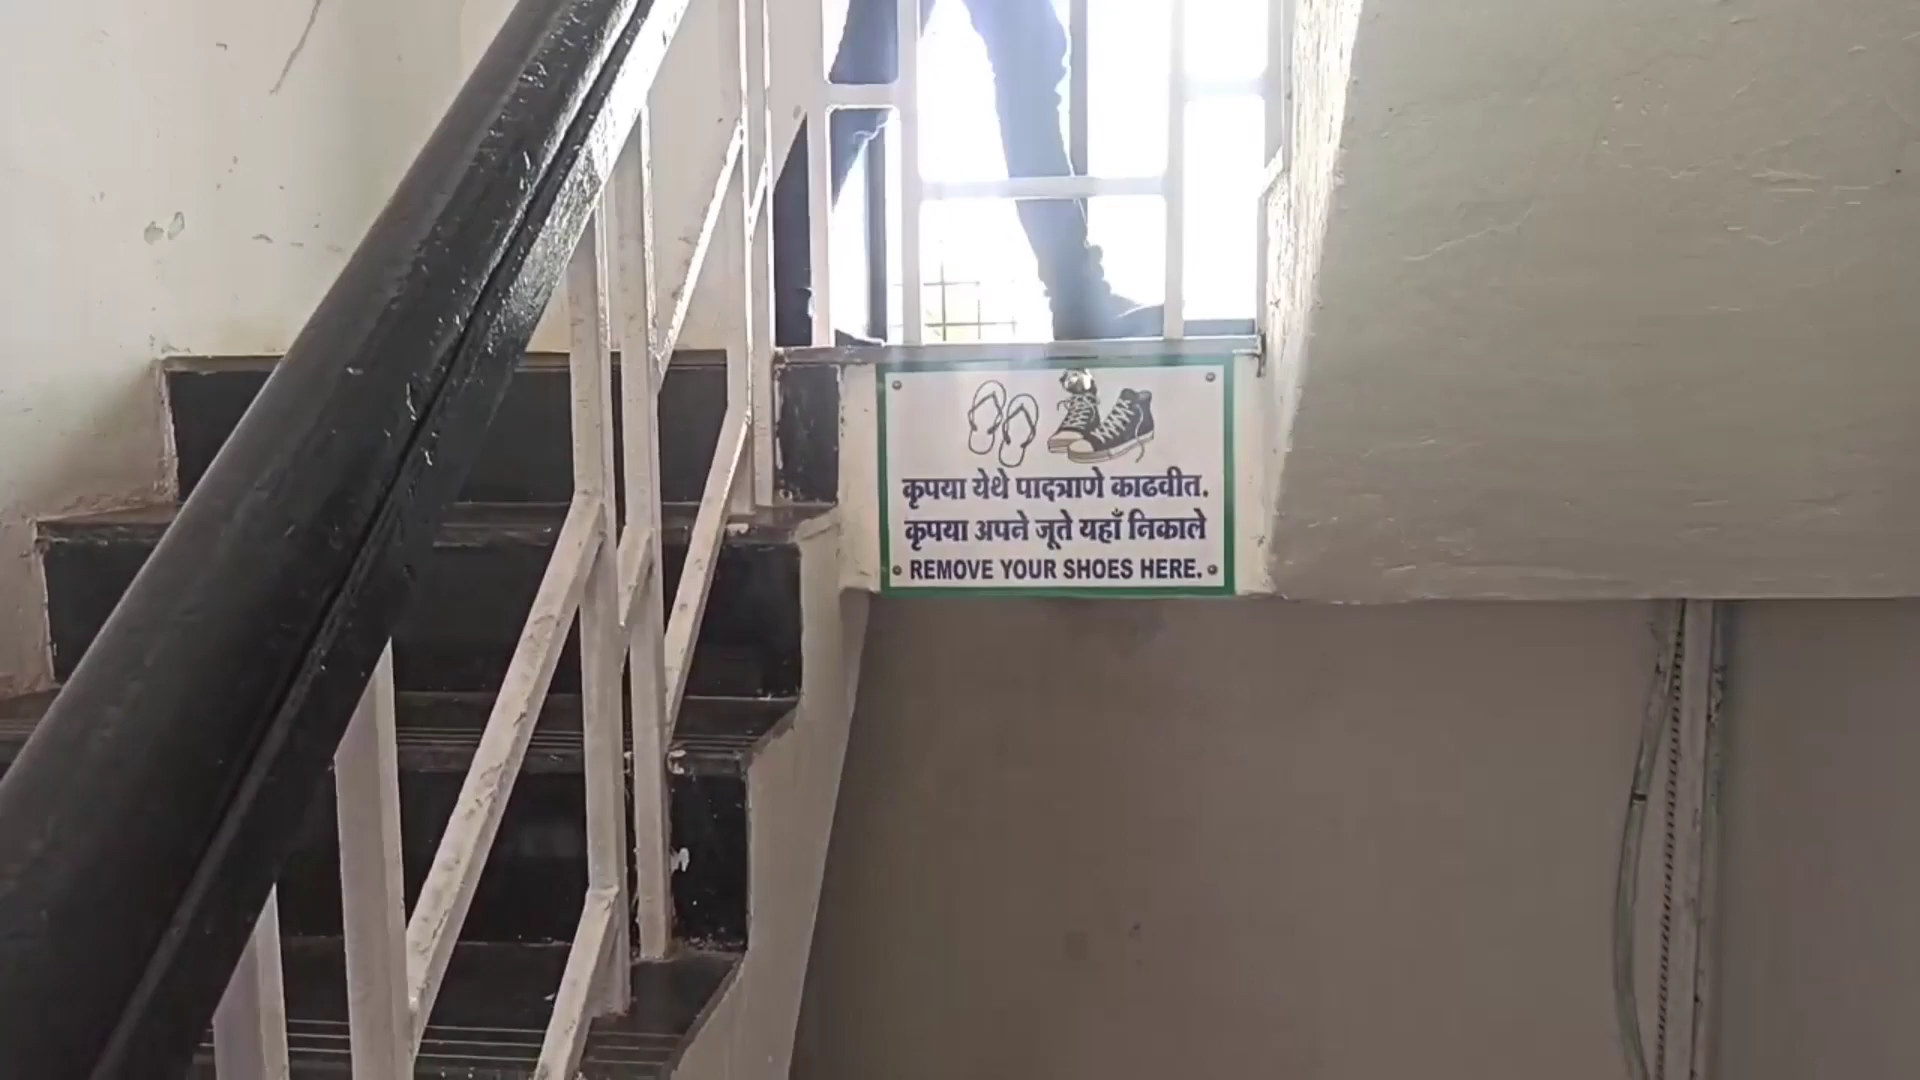 कृपया येथे पादत्राणे काढवीत.
कृपया अपने जूते यहाँ निकाले
REMOVE YOUR SHOES HERE.